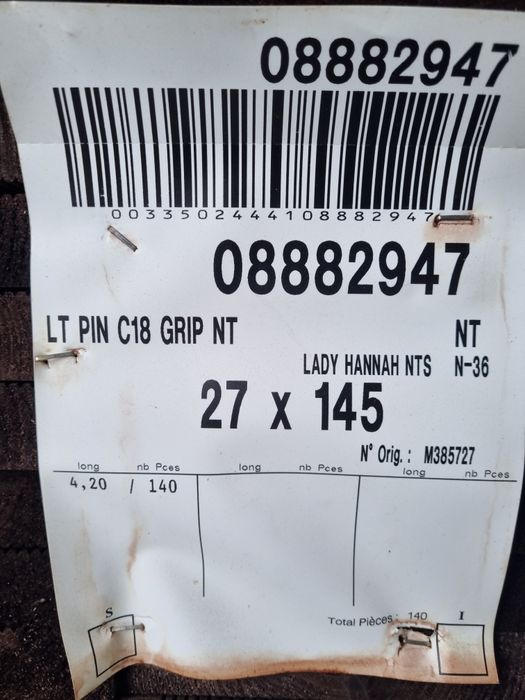 08882947
0033502444108882947
08882947
LT PIN C18 GRIP NT NT
LADY HANNAH NTS N-36
27 x 145
N° Orig. : M385727
long nb Pces long nb Pces long nb Pces
4,20 / 140
S Total Pièces: 140 I